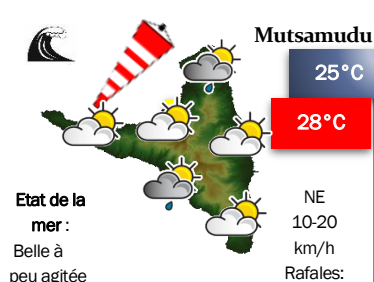 Mutsamudu
25°C
28°C
Etat de la
mer :
Belle à
peu agitée
NE
10-20
km/h
Rafales: